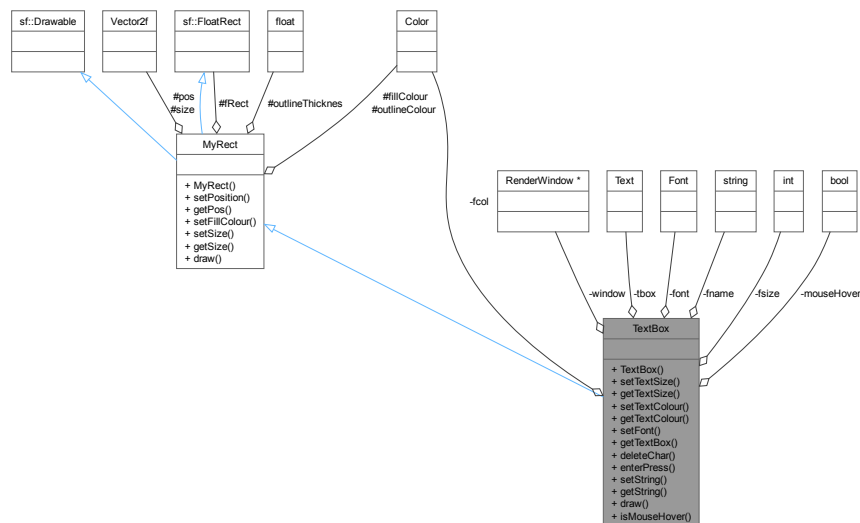 sf::Drawable
Vector2f
sf::FloatRect
float
Color
#pos
#size
#fRect
#outlineThicknes
#fillColour
#outlineColour
MyRect
+ MyRect()
+ setPosition()
+ getPos()
+ setFillColour()
+ setSize()
+ getSize()
+ draw()
RenderWindow *
Text
Font
string
int
bool
-fcol
-window
-tbox
-font
-fname
-fsize
-mouseHover
TextBox
+ TextBox()
+ setTextSize()
+ getTextSize()
+ setTextColour()
+ getTextColour()
+ setFont()
+ getTextBox()
+ deleteChar()
+ enterPress()
+ setString()
+ getString()
+ draw()
+ isMouseHover()